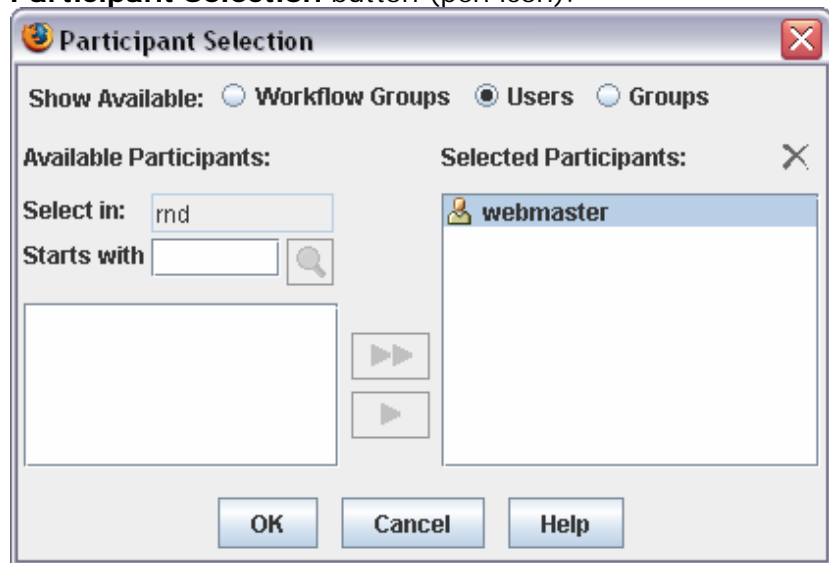 Participant Selection button (pen icon).
Participant Selection
Show Available: Workflow Groups Users Groups
Available Participants: Selected Participants:
Select in: rnd webmaster
Starts with
OK Cancel Help